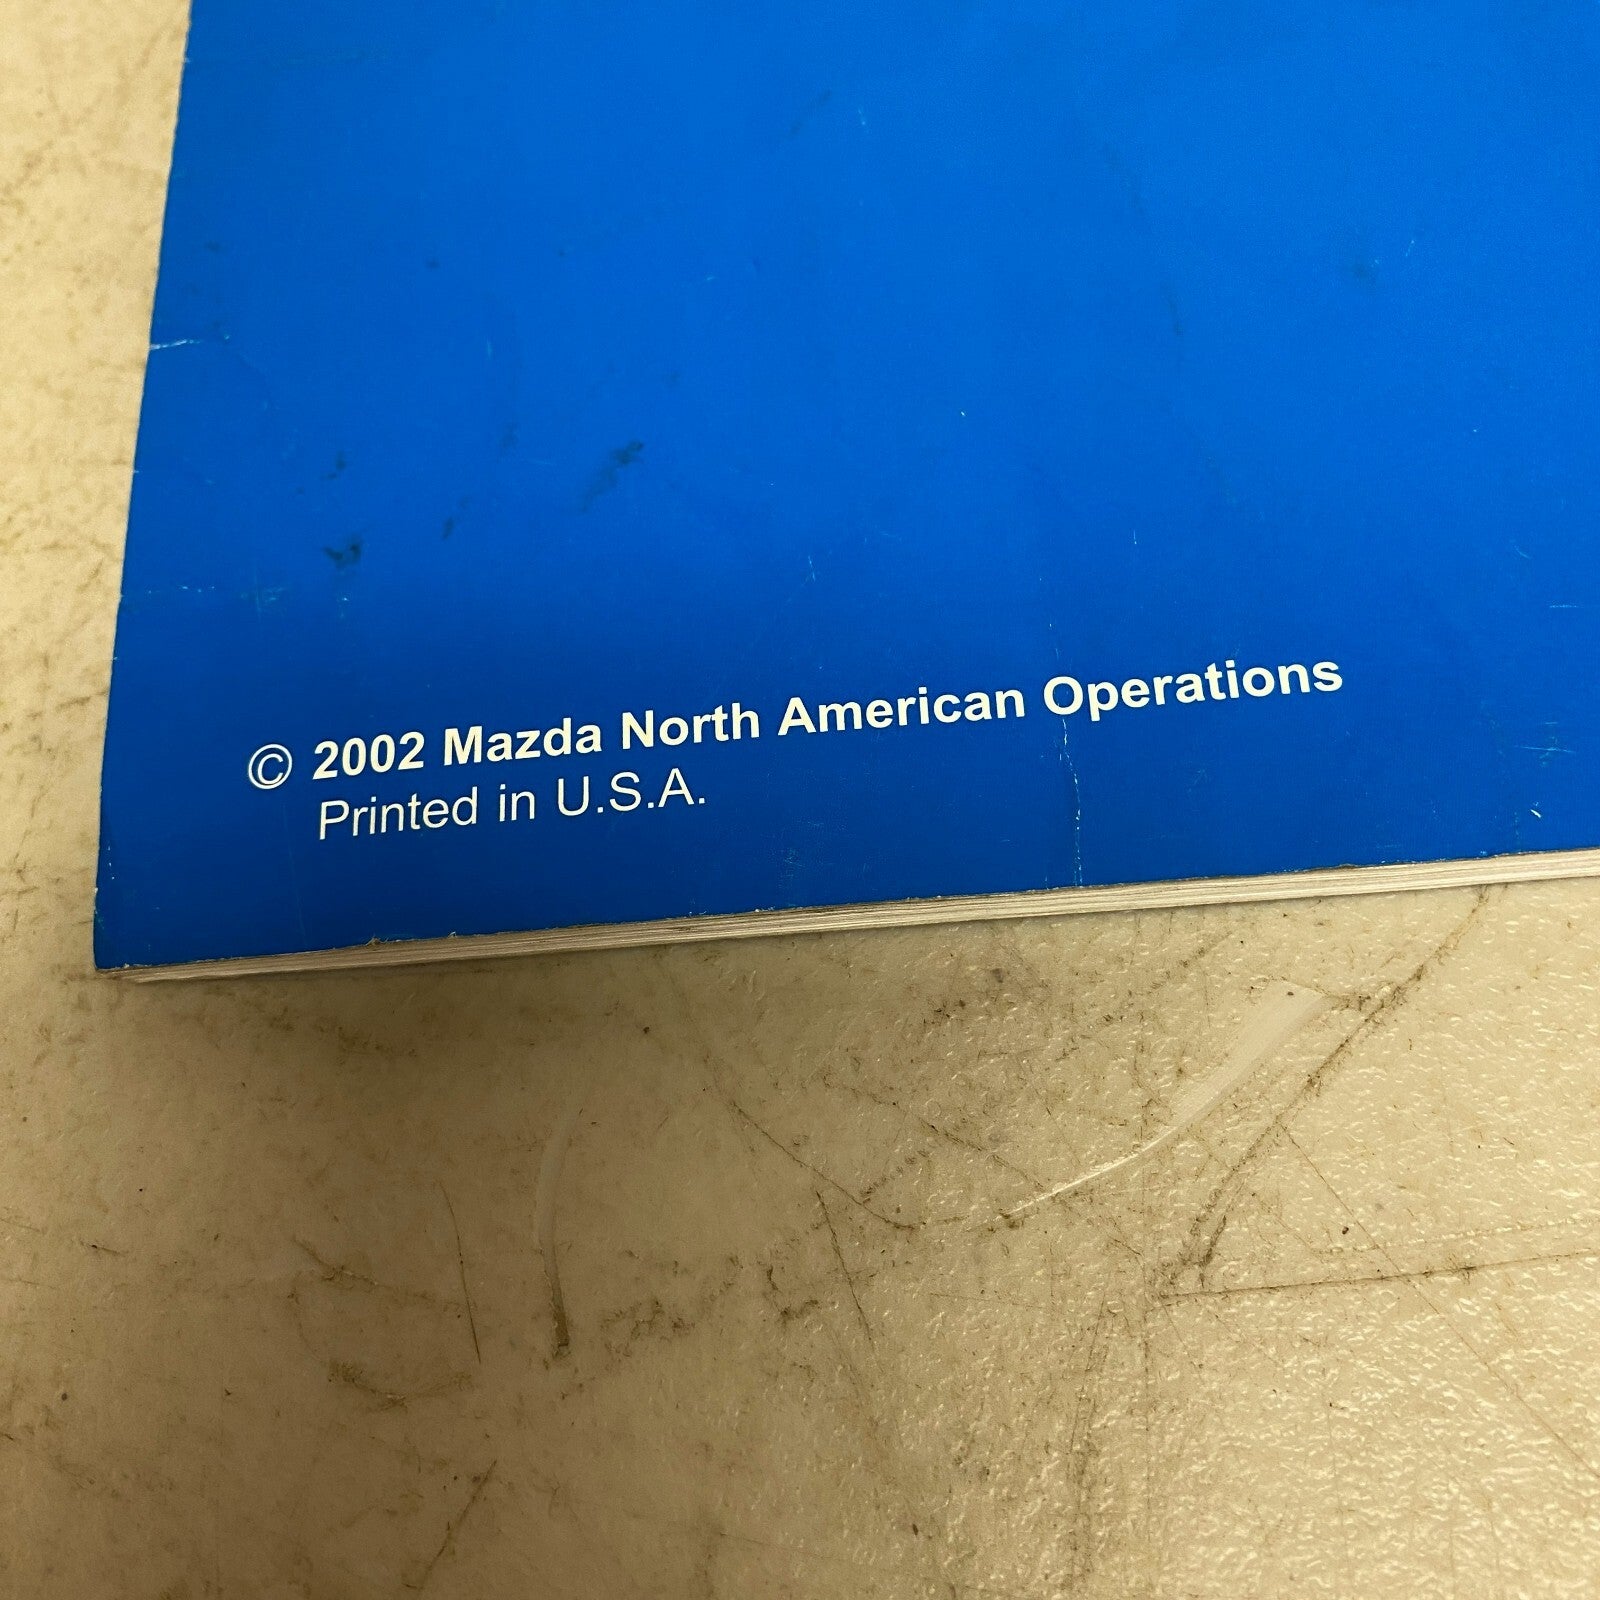 © 2002 Mazda North American Operations
Printed in U.S.A.